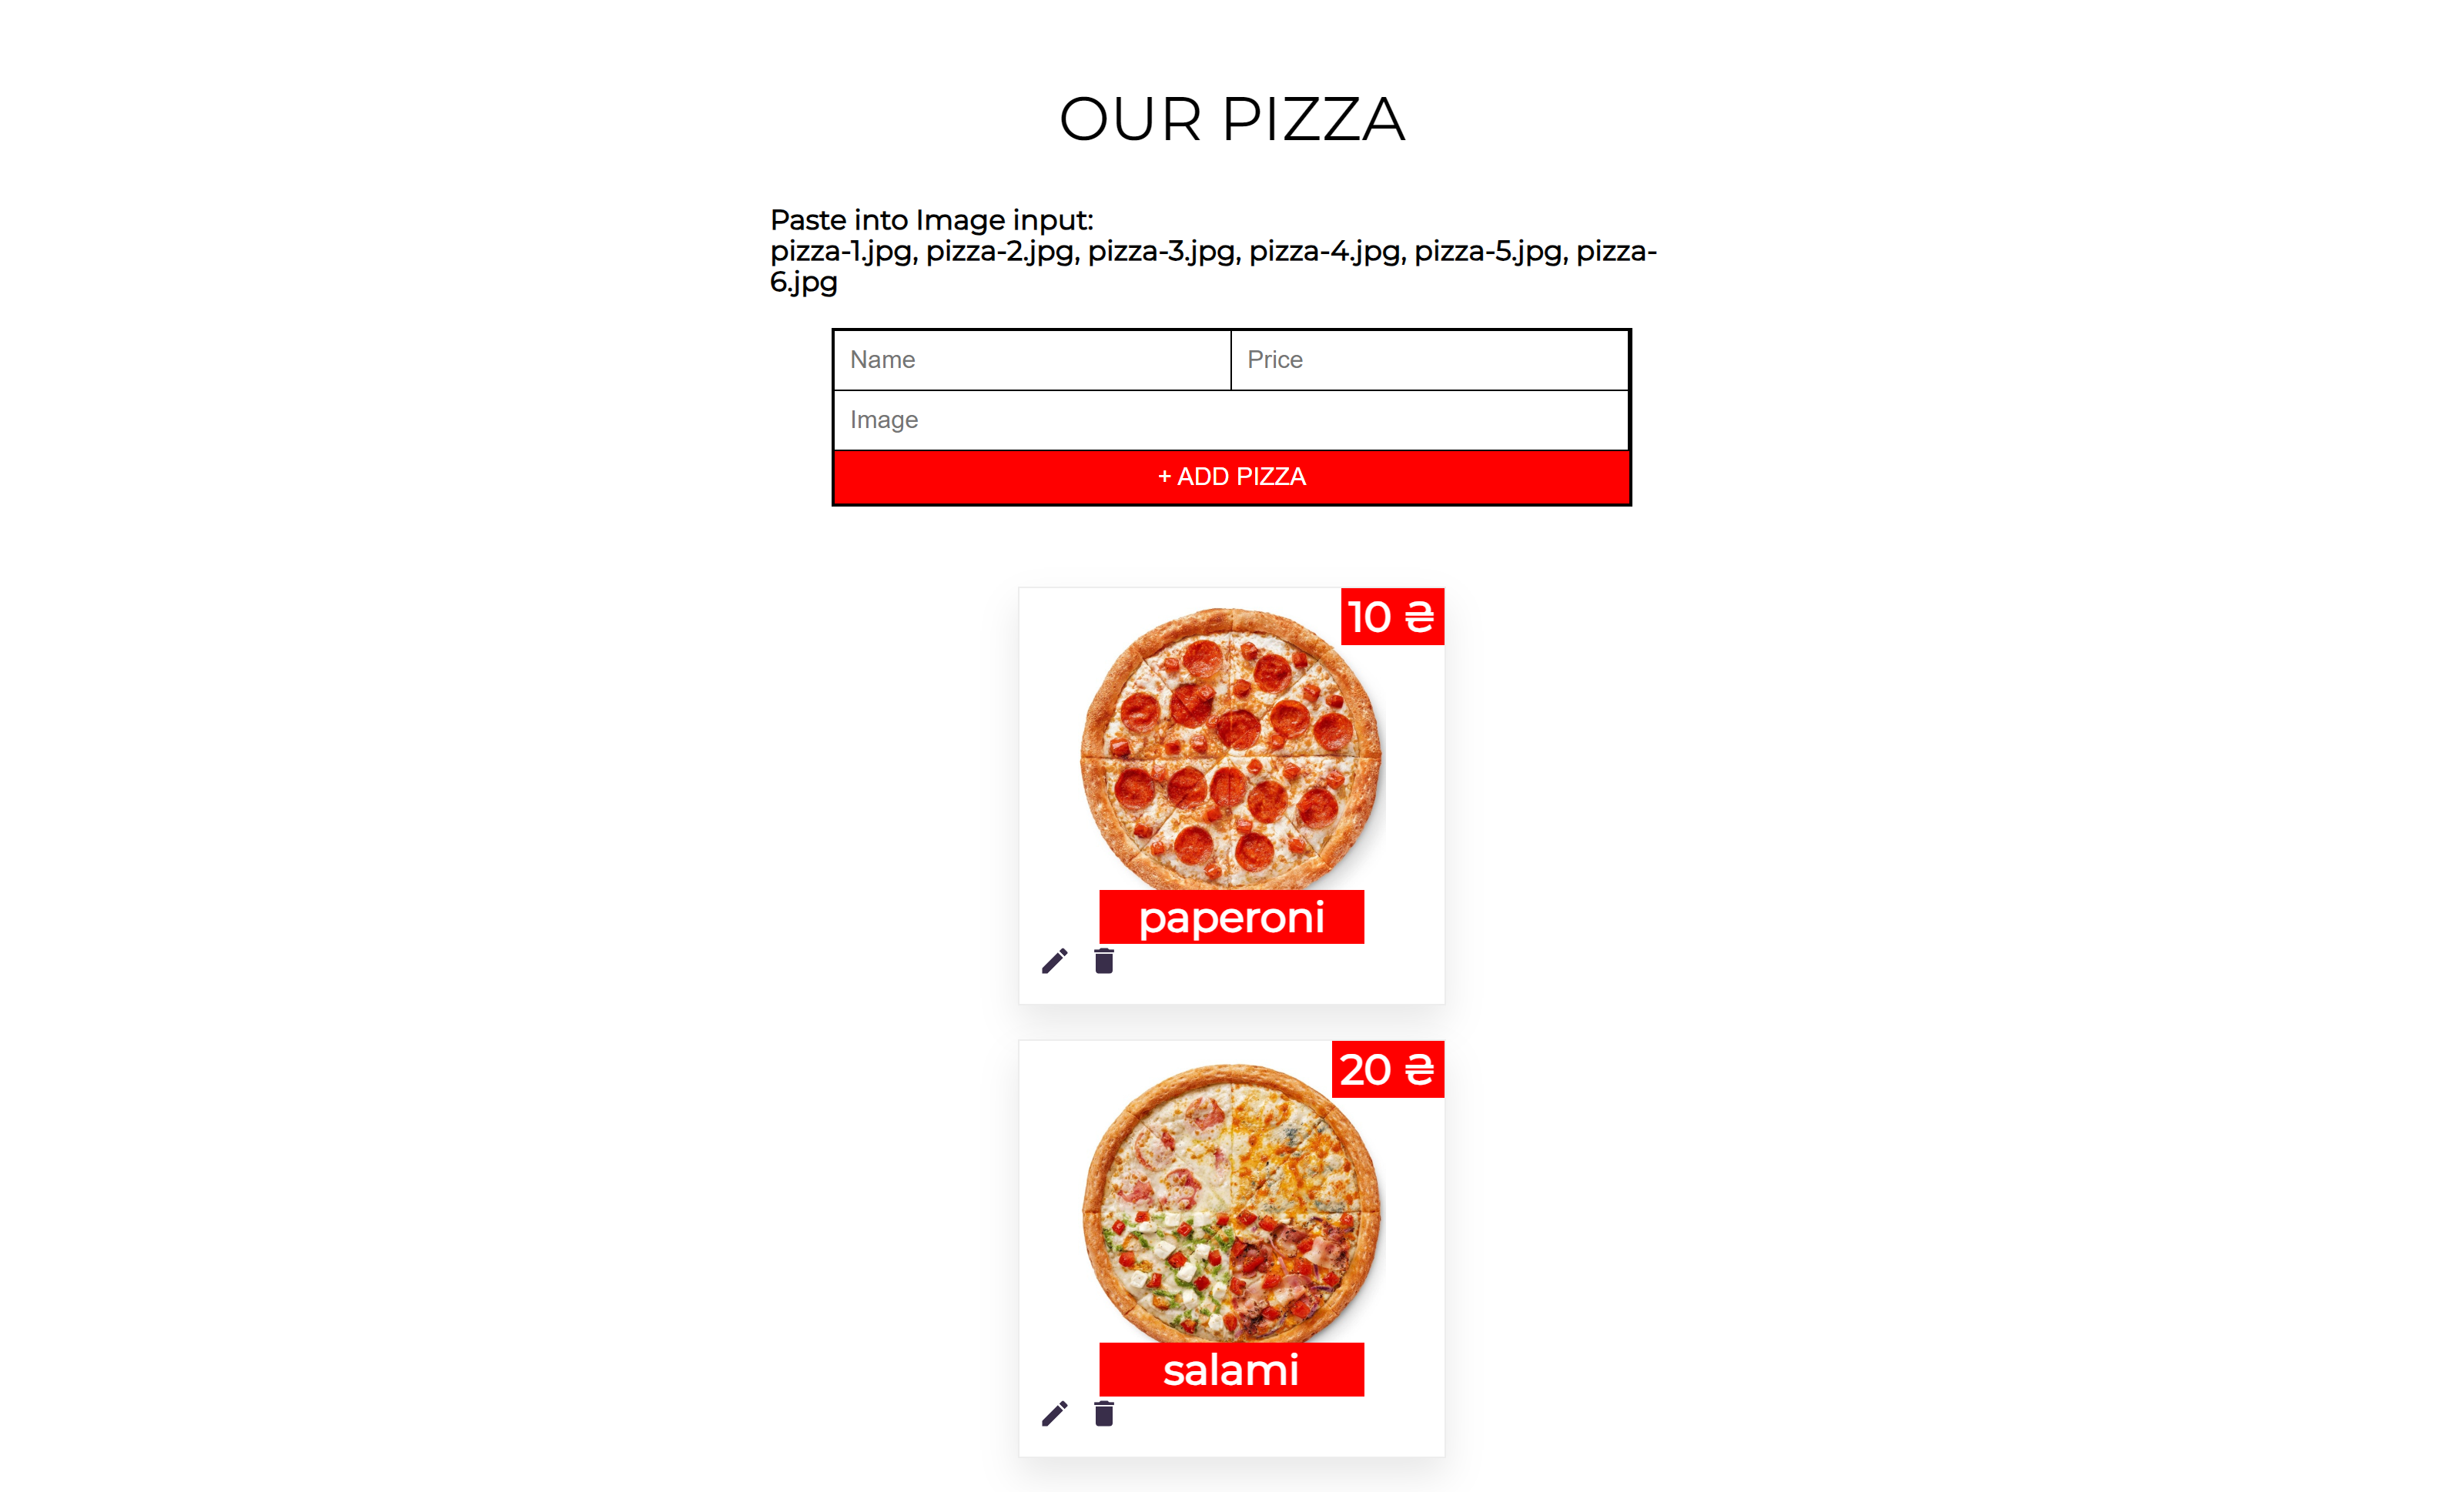 OUR PIZZA
Paste into Image input:
pizza-1.jpg, pizza-2.jpg, pizza-3.jpg, pizza-4.jpg, pizza-5.jpg, pizza-
6.jpg
Name
Price
Image
+ ADD PIZZA
10 ₴
paperoni
20 ₴
salami